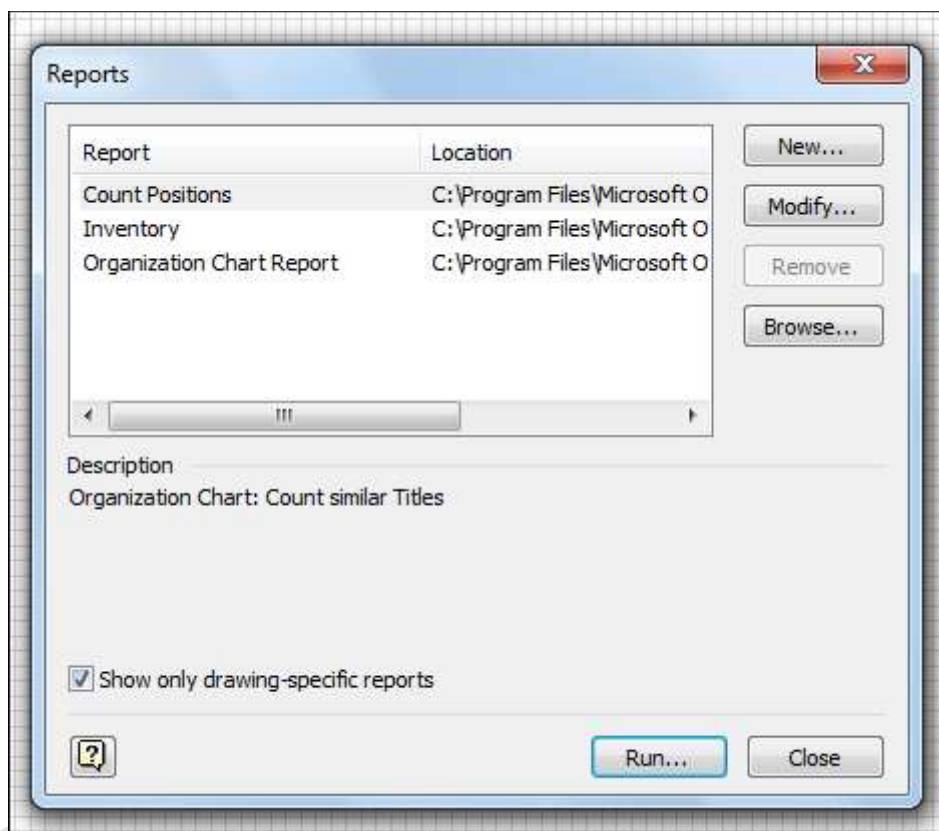 Reports
Report Location
Count Positions C:\Program Files\Microsoft O
Inventory C:\Program Files\Microsoft O
Organization Chart Report C:\Program Files\Microsoft O
New...
Modify...
Remove
Browse...
Description
Organization Chart: Count similar Titles
Show only drawing-specific reports
Run... Close